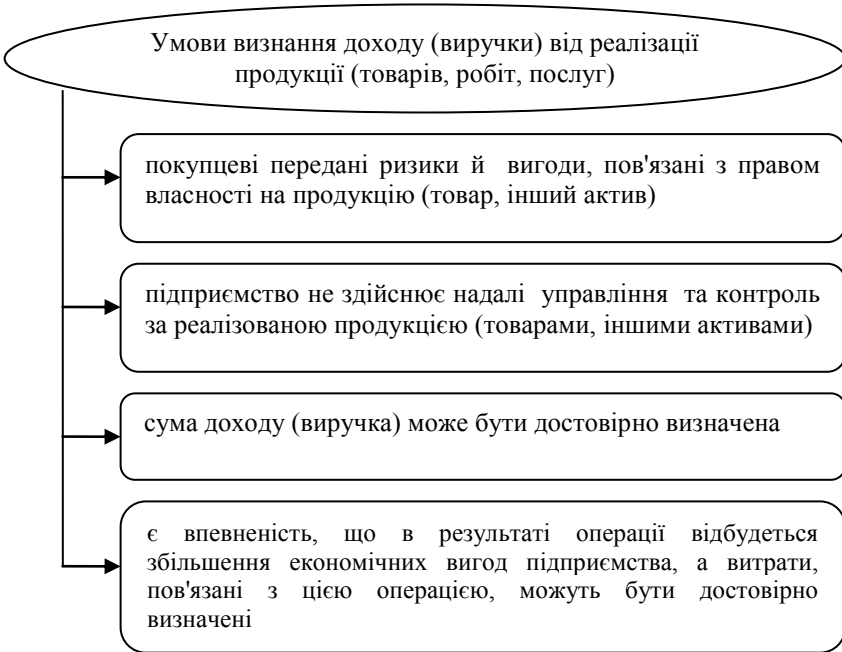 Умови визнання доходу (виручки) від реалізації
продукції (товарів, робіт, послуг)
покупцеві передані ризики й вигоди, пов'язані з правом
власності на продукцію (товар, інший актив)
підприємство не здійснює надалі управління та контроль
за реалізованою продукцією (товарами, іншими активами)
сума доходу (виручка) може бути достовірно визначена
є впевненість, що в результаті операції відбудеться
збільшення економічних вигод підприємства, а витрати,
пов'язані з цією операцією, можуть бути достовірно
визначені